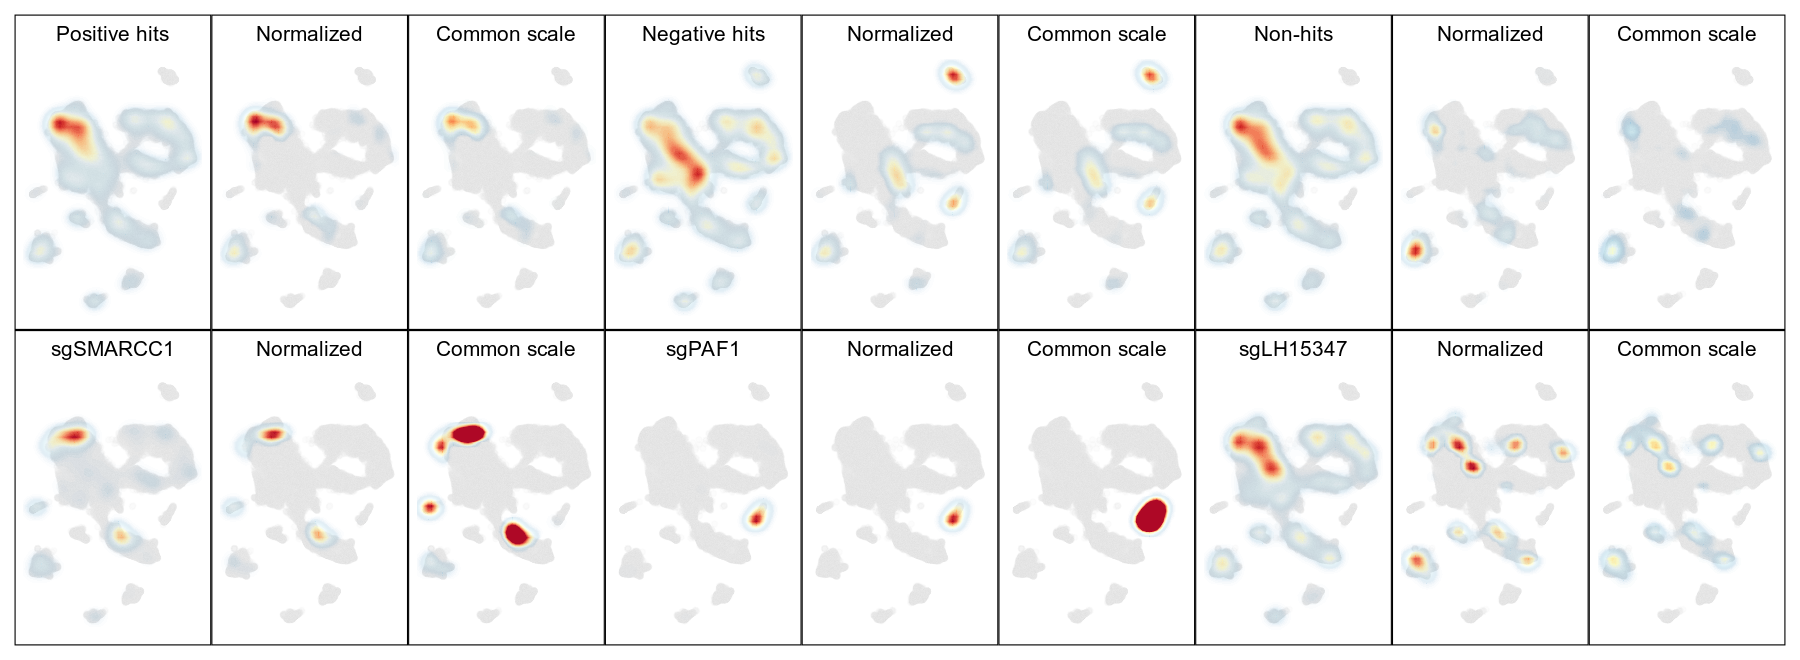 Positive hits
Normalized
Common scale
Negative hits
Normalized
Common scale
Non-hits
Normalized
Common scale
sgSMARCC1
Normalized
Common scale
sgPAF1
Normalized
Common scale
sgLH15347
Normalized
Common scale